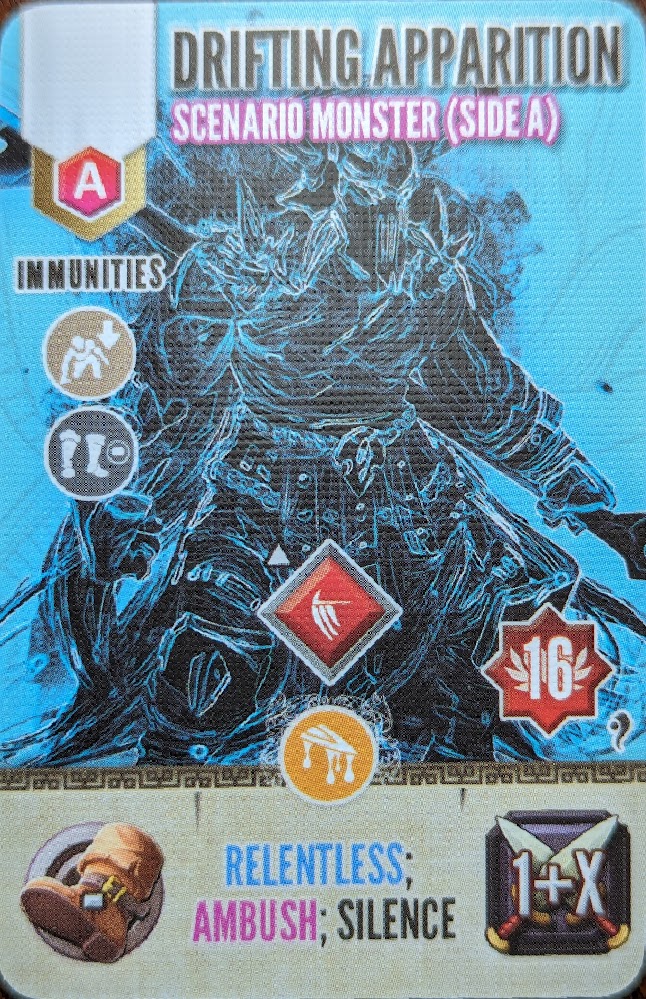 DRIFTING APPARITION
SCENARIO MONSTER (SIDE A)
A
IMMUNITIES
16
RELENTLESS;
AMBUSH; SILENCE
1+X